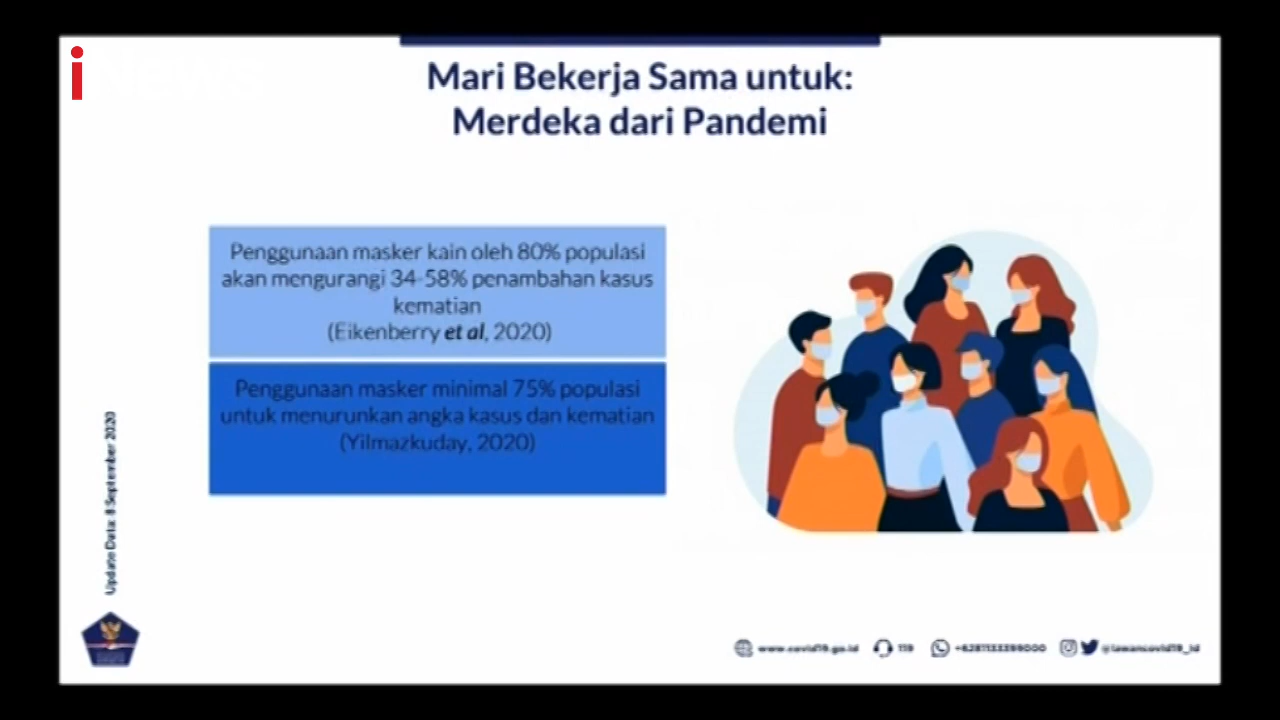 iNews
Mari Bekerja Sama untuk:
Merdeka dari Pandemi
Penggunaan masker kain oleh 80% populasi
akan mengurangi 34-58% penambahan kasus
kematian
(Eikenberry et al, 2020)
Penggunaan masker minimal 75% populasi
untuk menurunkan angka kasus dan kematian
(Yilmazkuday, 2020)
Update Data: 8 September 2020
www.covid19.go.id 119 @lawancovid19_id